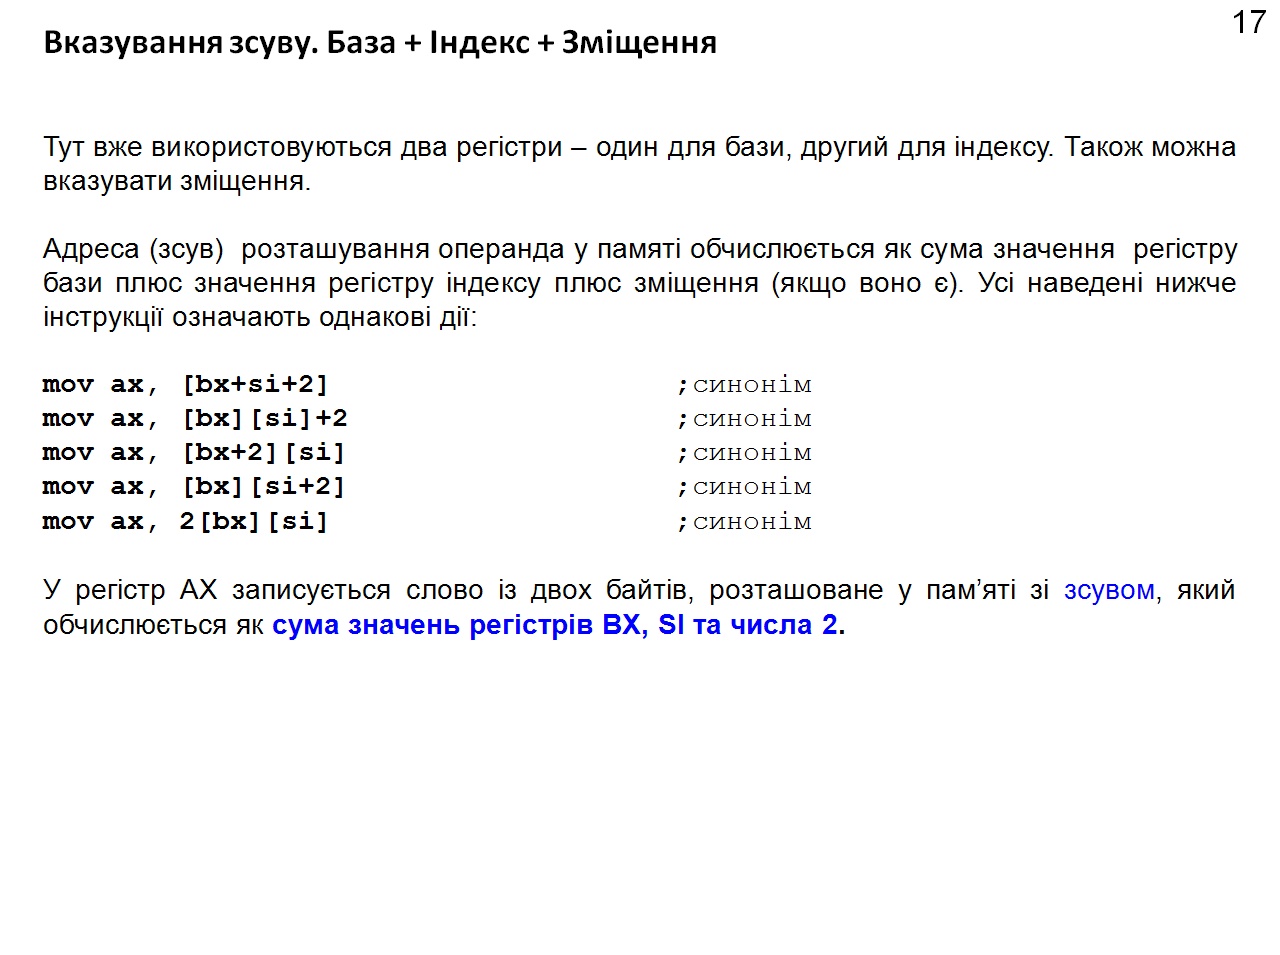 17
Вказування зсуву. База + Індекс + Зміщення
Тут вже використовуються два регістри – один для бази, другий для індексу. Також можна
вказувати зміщення.
Адреса (зсув) розташування операнда у памяті обчислюється як сума значення регістру
бази плюс значення регістру індексу плюс зміщення (якщо воно є). Усі наведені нижче
інструкції означають однакові дії:
mov ax, [bx+si+2] ;синонім
mov ax, [bx][si]+2 ;синонім
mov ax, [bx+2][si] ;синонім
mov ax, [bx][si+2] ;синонім
mov ax, 2[bx][si] ;синонім
У регістр AX записується слово із двох байтів, розташоване у пам’яті зі зсувом, який
обчислюється як сума значень регістрів BX, SI та числа 2.